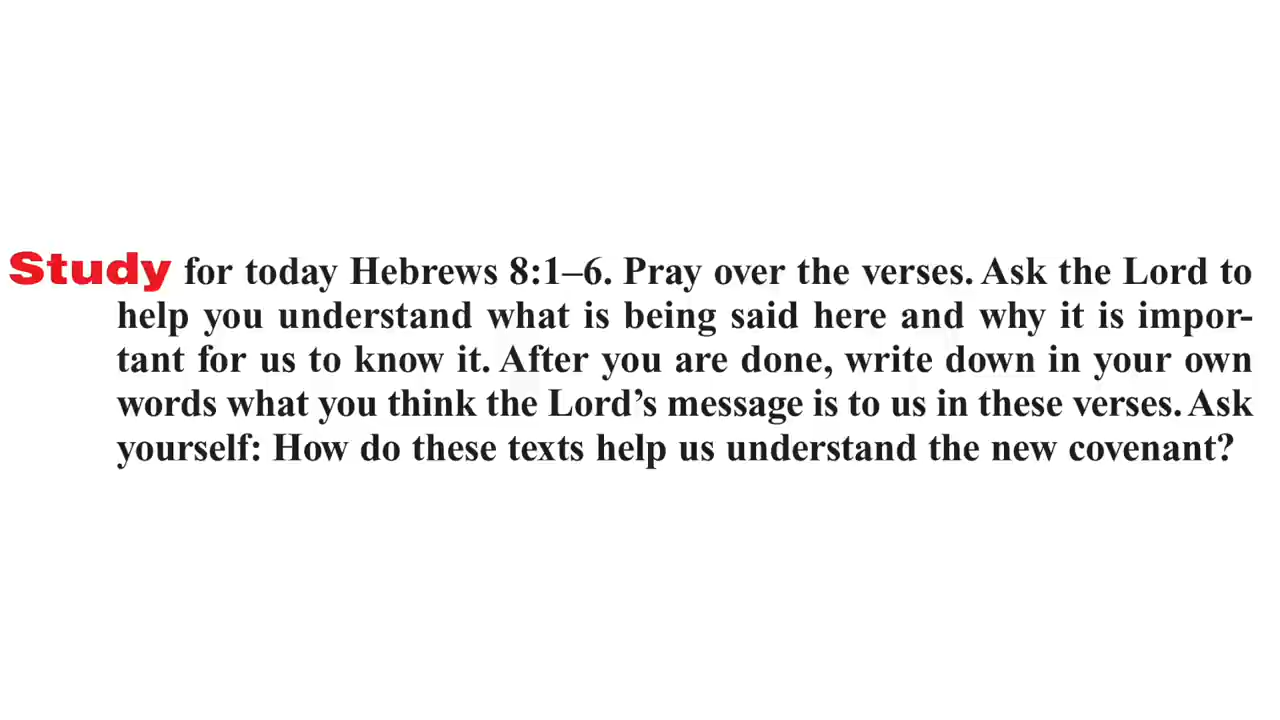 Study for today Hebrews 8:1–6. Pray over the verses. Ask the Lord to
help you understand what is being said here and why it is impor-
tant for us to know it. After you are done, write down in your own
words what you think the Lord’s message is to us in these verses. Ask
yourself: How do these texts help us understand the new covenant?